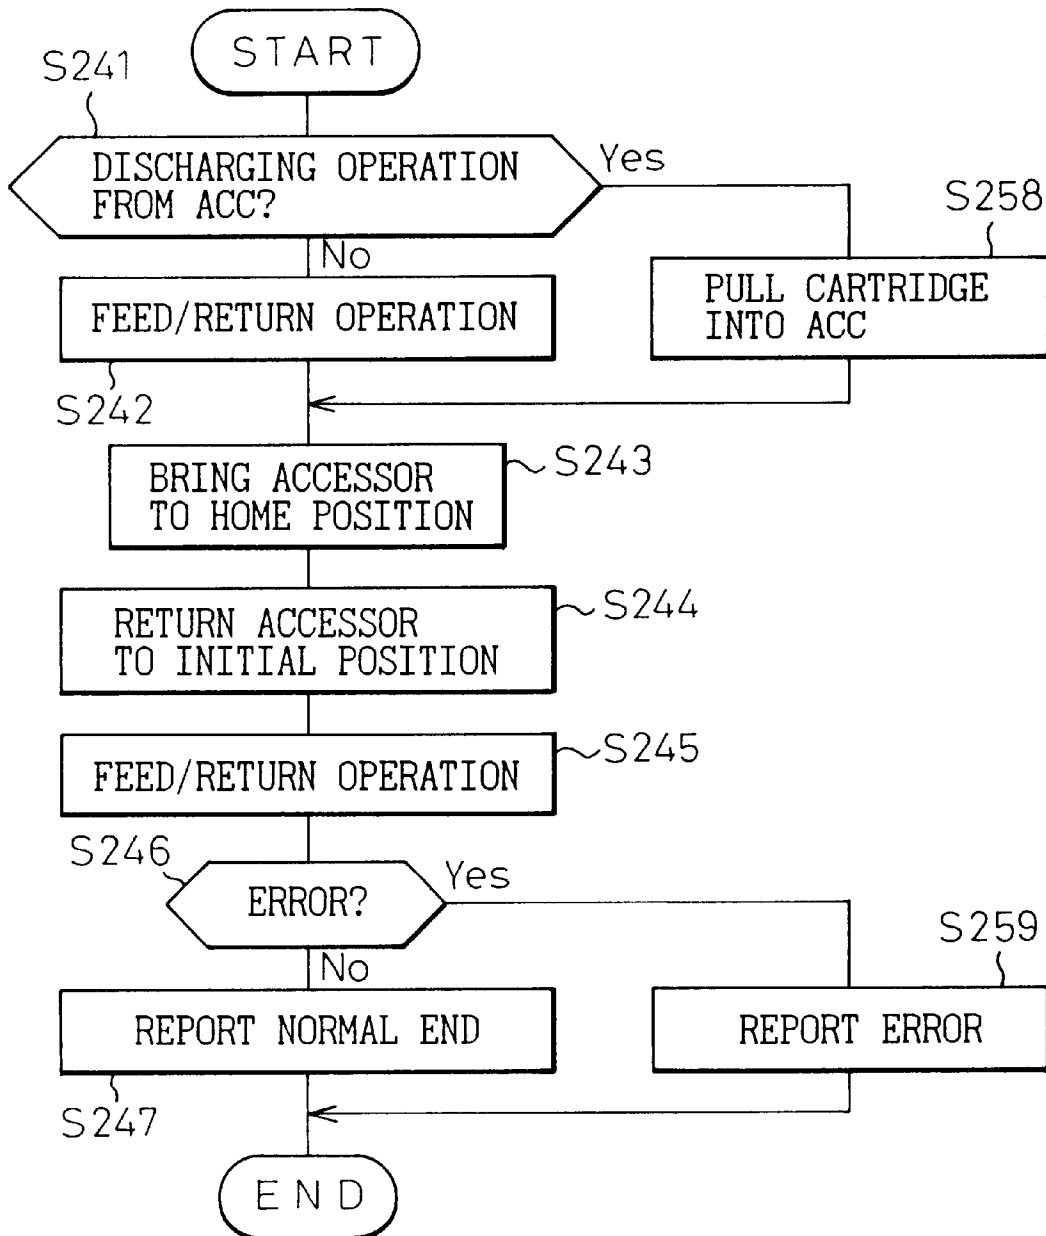 START
S241
DISCHARGING OPERATION
FROM ACC?
Yes
S258
No
PULL CARTRIDGE
INTO ACC
FEED/RETURN OPERATION
S242
S243
BRING ACCESSOR
TO HOME POSITION
S244
RETURN ACCESSOR
TO INITIAL POSITION
S245
FEED/RETURN OPERATION
S246
Yes
ERROR?
S259
No
REPORT NORMAL END
REPORT ERROR
S247
END